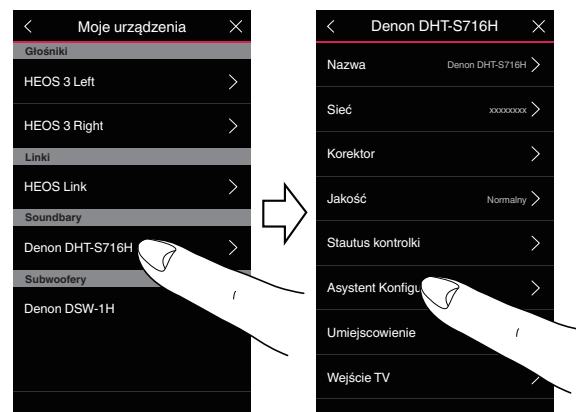 Moje urządzenia
Głośniki
HEOS 3 Left
HEOS 3 Right
Linki
HEOS Link
Soundbary
Denon DHT-S716H
Subwoofery
Denon DSW-1H
Denon DHT-S716H
Nazwa Denon DHT-S716H
Sieć xxxxxxxx
Korektor
Jakość Normalny
Stautus kontrolki
Asystent Konfigu
Umiejscowienie
Wejście TV